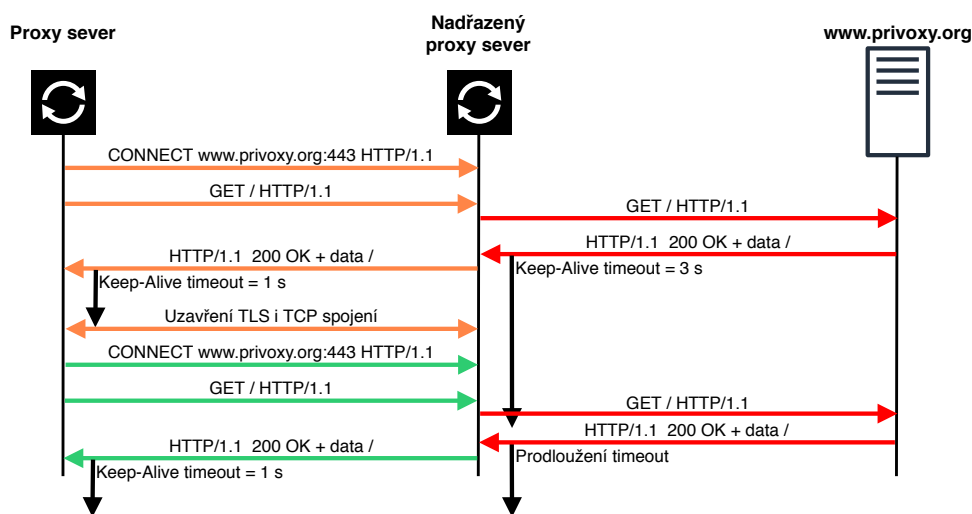 Proxy sever
Nadřazený
proxy sever
www.privoxy.org
CONNECT www.privoxy.org:443 HTTP/1.1
GET / HTTP/1.1
GET / HTTP/1.1
HTTP/1.1 200 OK + data /
HTTP/1.1 200 OK + data /
Keep-Alive timeout = 3 s
Keep-Alive timeout = 1 s
Uzavření TLS i TCP spojení
CONNECT www.privoxy.org:443 HTTP/1.1
GET / HTTP/1.1
GET / HTTP/1.1
HTTP/1.1 200 OK + data /
HTTP/1.1 200 OK + data /
Prodloužení timeout
Keep-Alive timeout = 1 s